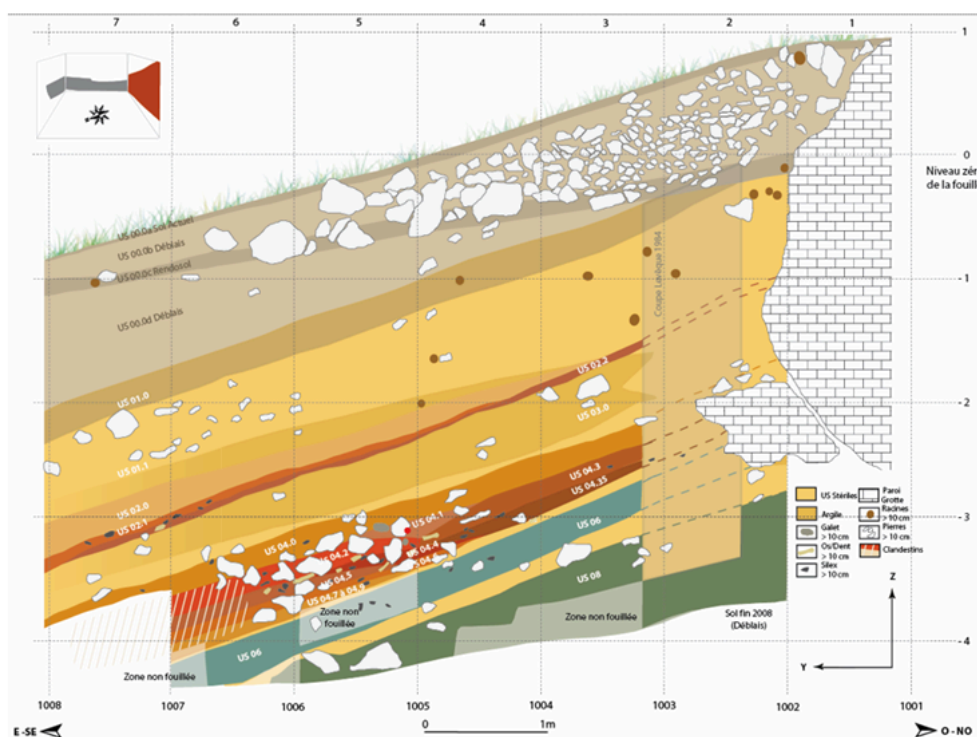 7 6 5 4 3 2 1
1
0
Niveau zér
de la fouill
-1
-2
-3
-4
US 00.0a Sol Actuel
US 00.0b Déblais
US 00.0c Rendosol
US 00.0d Déblais
Coupe Lévêque 1984
US 01.0
US 02.2
US 03.0
US 01.1
US 02.0
US 02.1
US 04.3
US 04.35
US 04.1
US 04.0
US 04.2
US 04.4
US 06
US 04.5
US 08
Zone non
fouillée
Zone non fouillée
US 06
Zone non fouillée
Sol fin 2008
(Déblais)
US Stériles
Argile
Galet
> 10 cm
Os/Dent
> 10 cm
Silex
> 10 cm
Paroi
Grotte
Racines
> 10 cm
Pierres
> 10 cm
Clandestins
Z
Y
1008 1007 1006 1005 1004 1003 1002 1001
E -SE
0 1m
O - NO